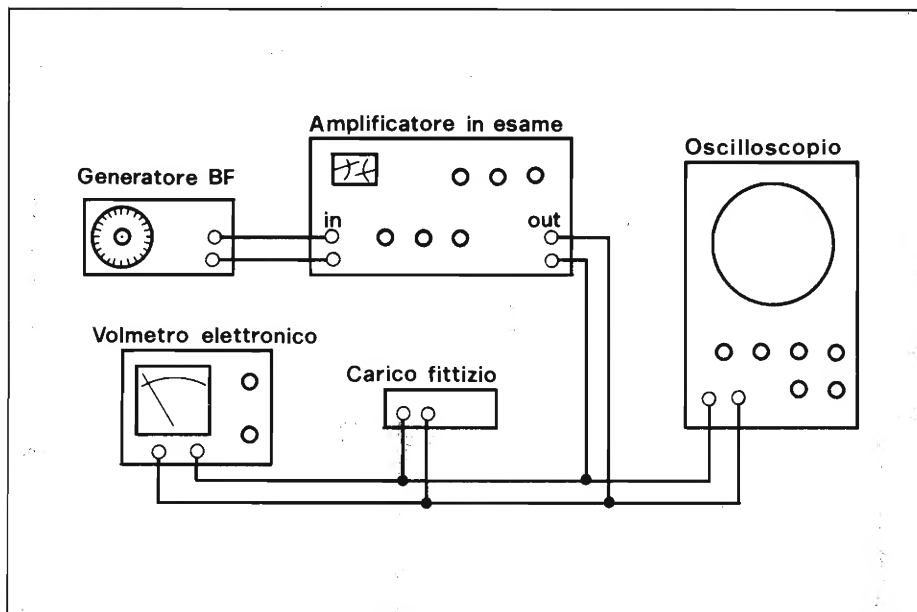 Amplificatore in esame
Oscilloscopio
Generatore BF
in
out
Volmetro elettronico
Carico fittizio